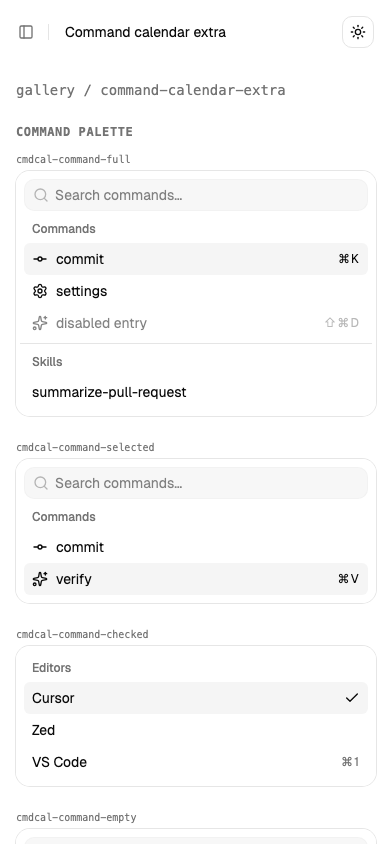 Command calendar extra
gallery / command-calendar-extra
COMMAND PALETTE
cmdcal-command-full
Search commands...
Commands
commit ⌘K
settings
disabled entry ⇧⌘D
Skills
summarize-pull-request
cmdcal-command-selected
Search commands...
Commands
commit
verify ⌘V
cmdcal-command-checked
Editors
Cursor
Zed
VS Code ⌘1
cmdcal-command-empty